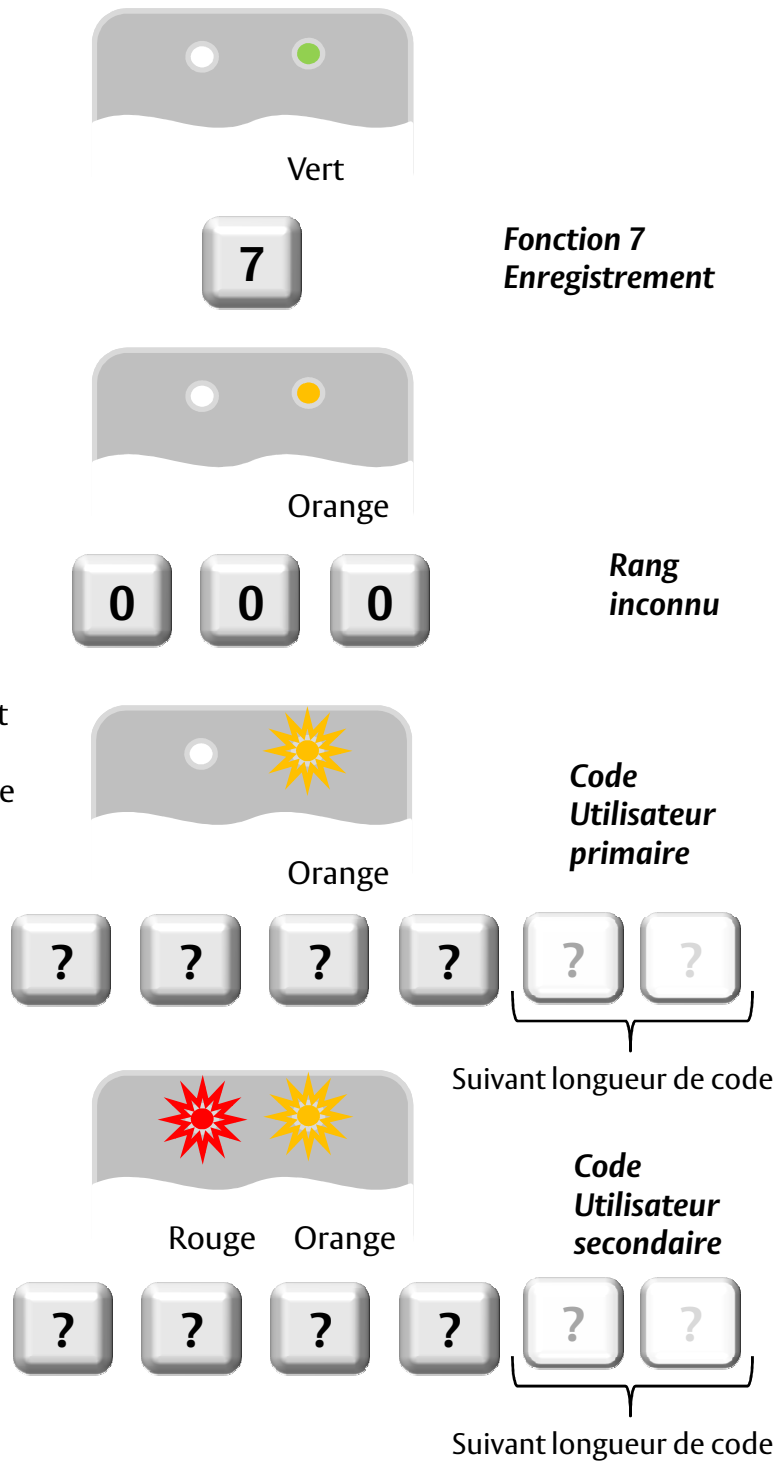 Vert
7
Fonction 7
Enregistrement
Orange
0 0 0
Rang
inconnu
t
e
Code
Utilisateur
primaire
Orange
? ? ? ? ? ?
Suivant longueur de code
Code
Utilisateur
secondaire
Rouge Orange
? ? ? ? ? ?
Suivant longueur de code